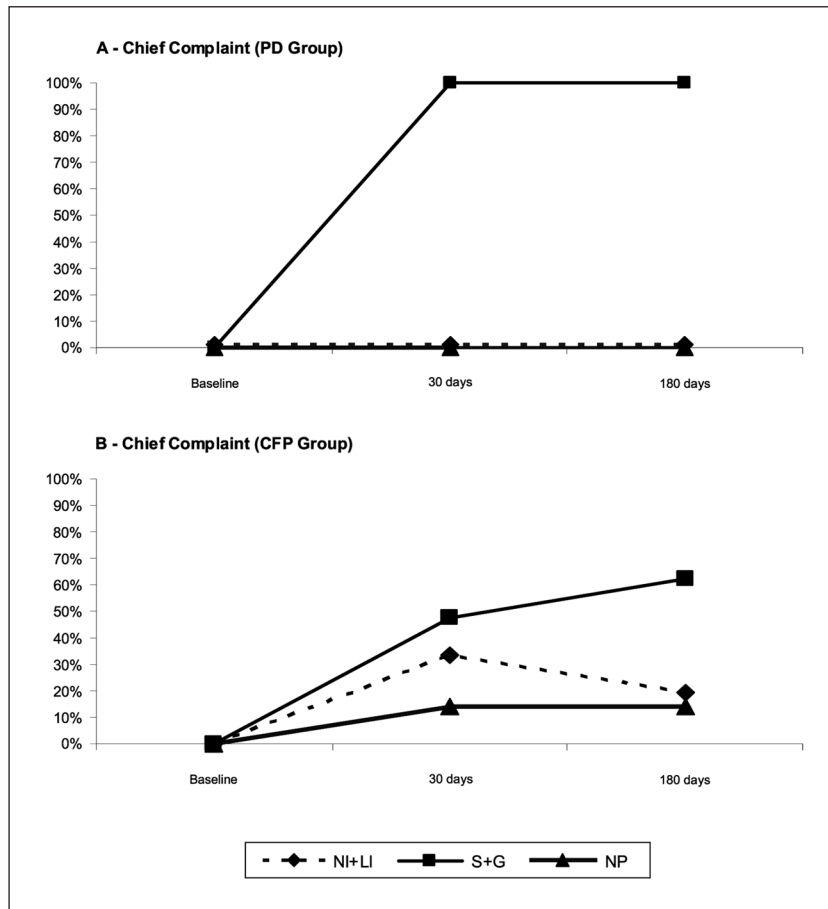 A - Chief Complaint (PD Group)
100%
90%
80%
70%
60%
50%
40%
30%
20%
10%
0%
Baseline
30 days
180 days
B - Chief Complaint (CFP Group)
100%
90%
80%
70%
60%
50%
40%
30%
20%
10%
0%
Baseline
30 days
180 days
NI+LI S+G NP